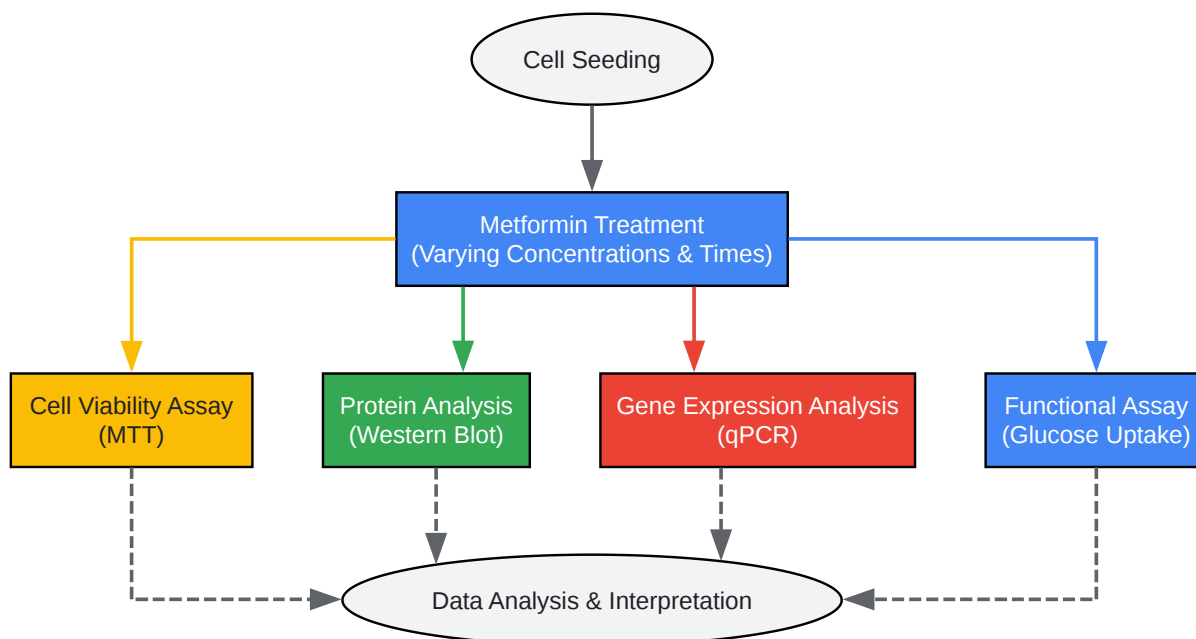 Cell Seeding
Metformin Treatment
(Varying Concentrations & Times)
Cell Viability Assay
(MTT)
Protein Analysis
(Western Blot)
Gene Expression Analysis
(qPCR)
Functional Assay
(Glucose Uptake)
Data Analysis & Interpretation